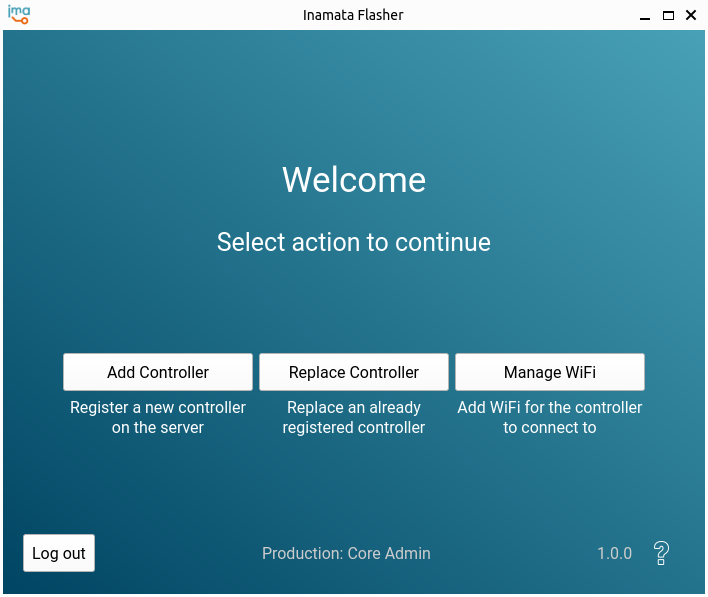 ima
Inamata Flasher
Welcome
Select action to continue
Add Controller
Register a new controller
on the server
Replace Controller
Replace an already
registered controller
Manage WiFi
Add WiFi for the controller
to connect to
Log out
Production: Core Admin
1.0.0
?